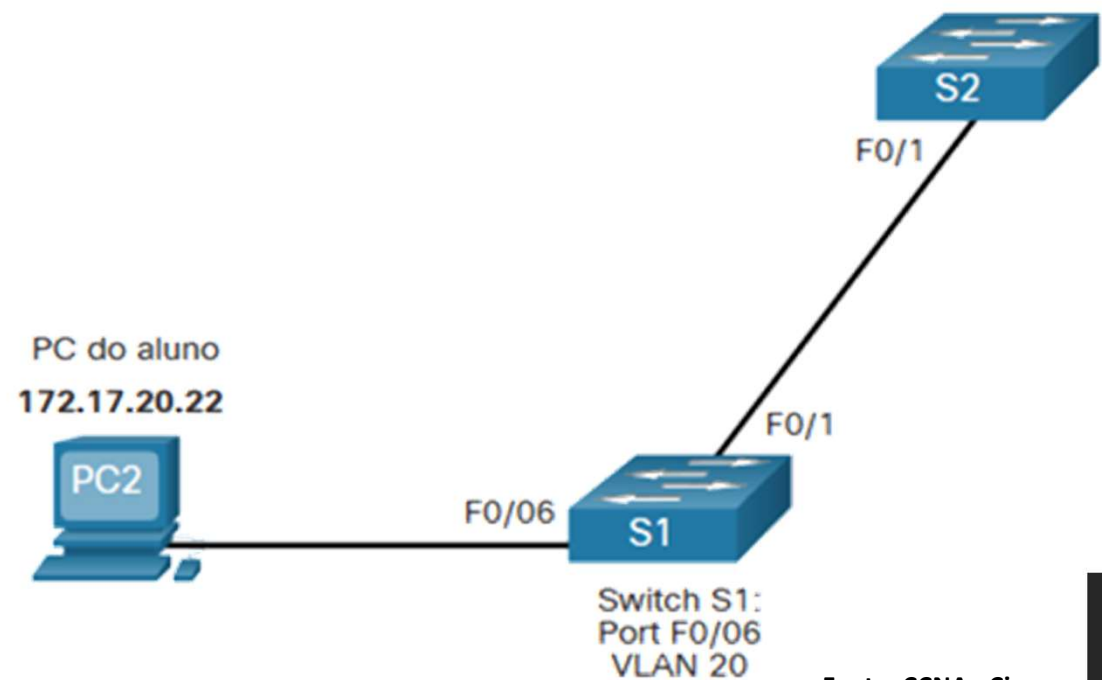 S2
F0/1
PC do aluno
172.17.20.22
F0/1
PC2
F0/06
S1
Switch S1:
Port F0/06
VLAN 20